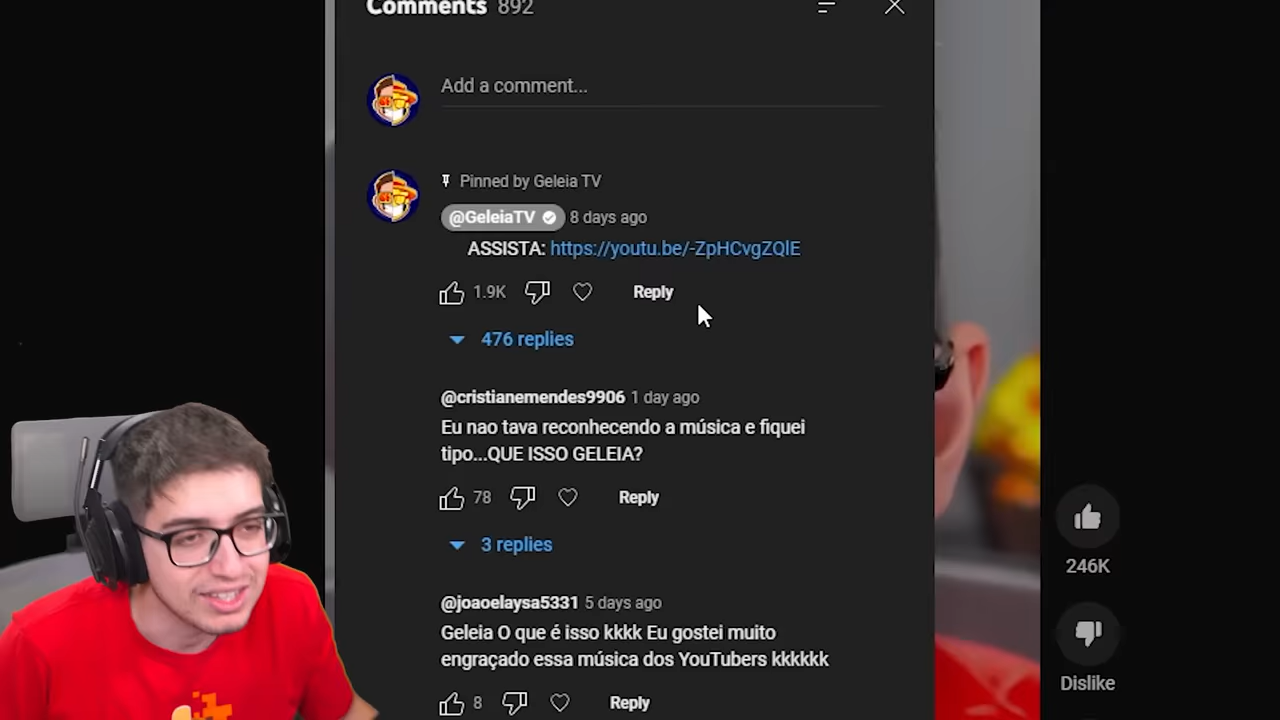 Comments 892
Add a comment...
Pinned by Geleia TV
@GeleiaTV 8 days ago
ASSISTA: https://youtu.be/-ZpHCvgZQlE
1.9K Reply
476 replies
@cristianemendes9906 1 day ago
Eu nao tava reconhecendo a música e fiquei
tipo...QUE ISSO GELEIA?
78 Reply
3 replies
@joaoelaysa5331 5 days ago
Geleia O que é isso kkkk Eu gostei muito
engraçado essa música dos YouTubers kkkkkk
8 Reply
246K
Dislike